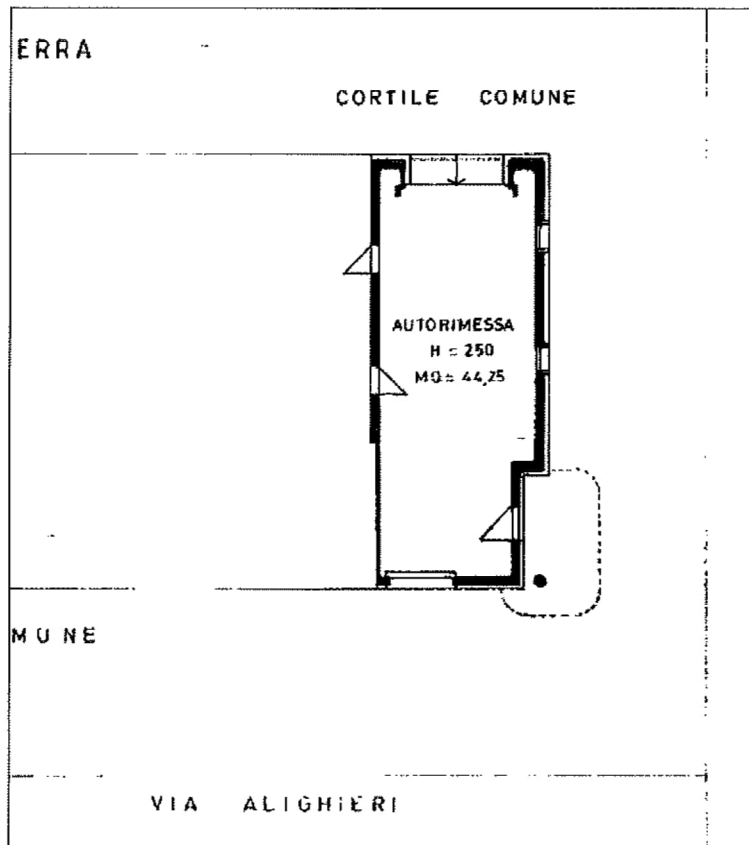 ERRA
CORTILE COMUNE
AUTORIMESSA
H = 250
MQ = 44,25
MUNE
VIA ALIGHIERI